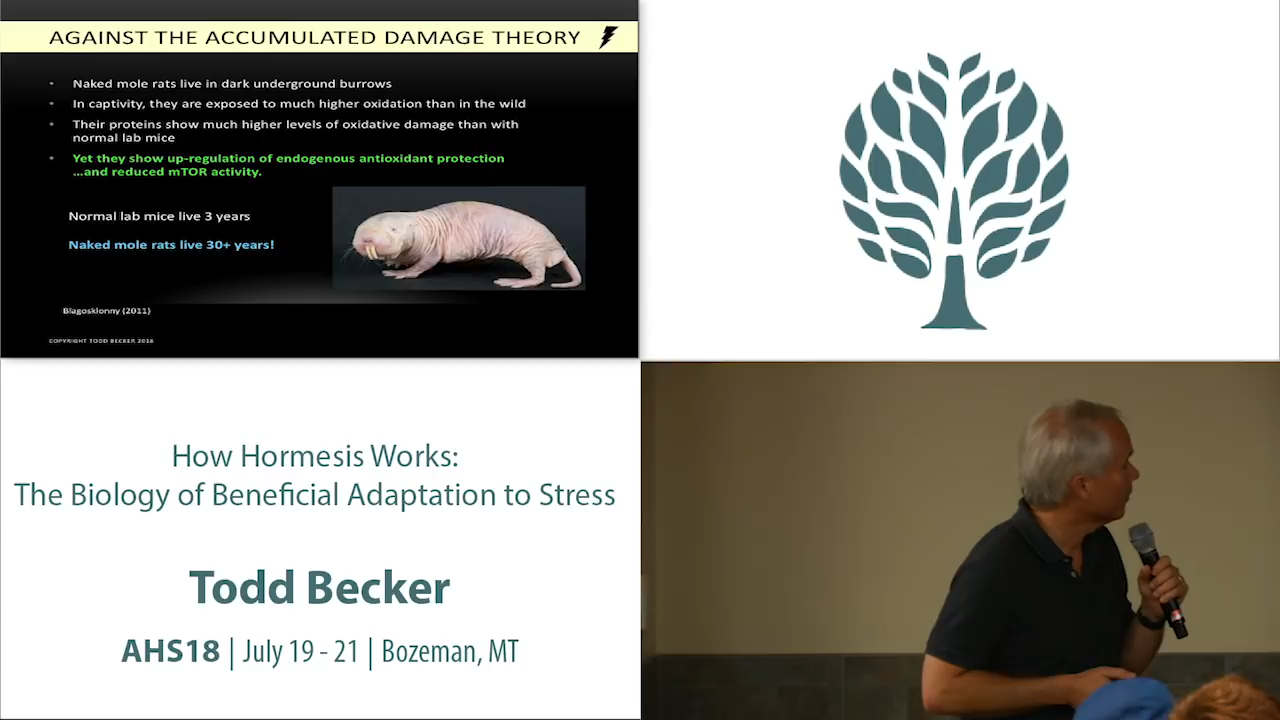 AGAINST THE ACCUMULATED DAMAGE THEORY
• Naked mole rats live in dark underground burrows
• In captivity, they are exposed to much higher oxidation than in the wild
• Their proteins show much higher levels of oxidative damage than with
normal lab mice
• Yet they show up-regulation of endogenous antioxidant protection
...and reduced mTOR activity.
Normal lab mice live 3 years
Naked mole rats live 30+ years!
Blagosklonny (2011)
COPYRIGHT TODD BECKER 2018
How Hormesis Works:
The Biology of Beneficial Adaptation to Stress
Todd Becker
AHS18 | July 19 - 21 | Bozeman, MT